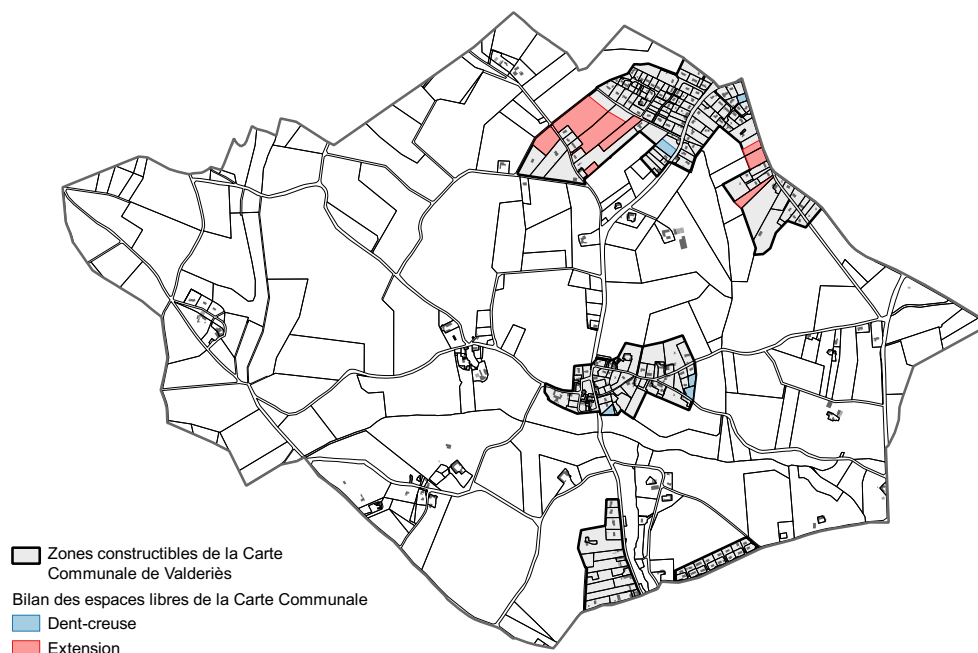 Zones constructibles de la Carte
Communale de Valderiès
Bilan des espaces libres de la Carte Communale
Dent-creuse
Extension